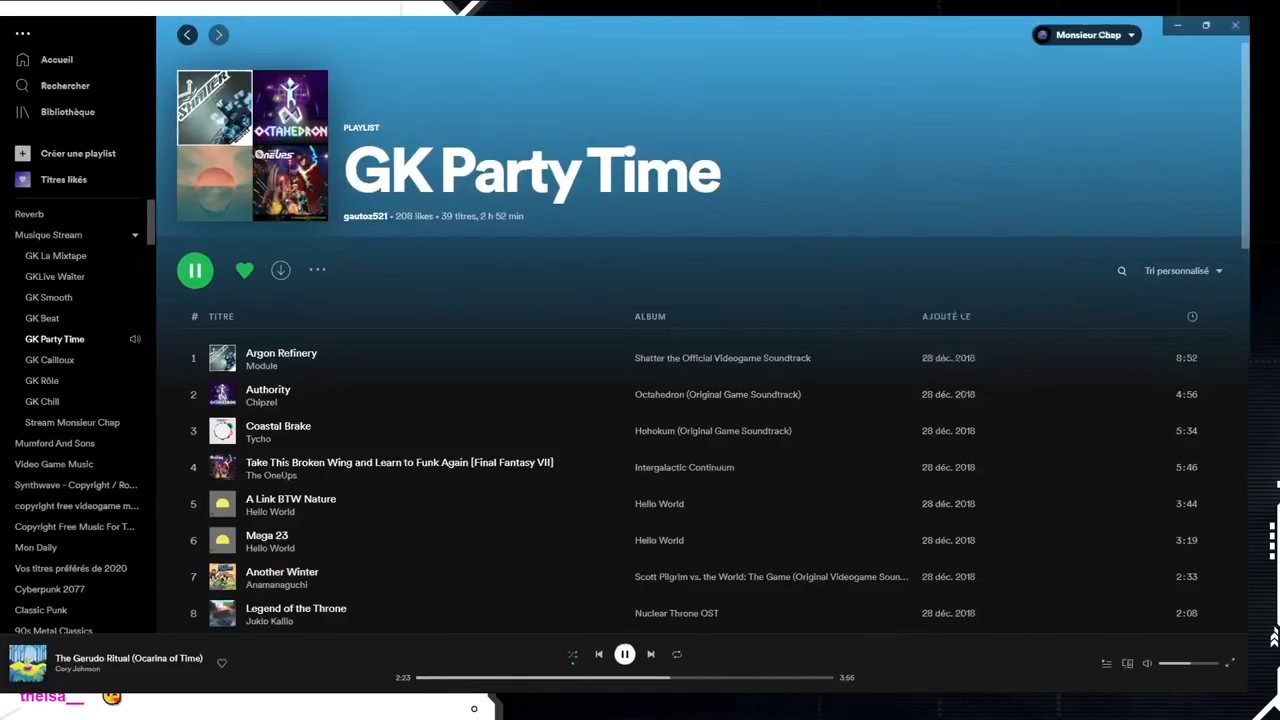 Monsieur Chap
Accueil
Rechercher
Bibliothèque
Créer une playlist
Titres likés
Reverb
Musique Stream
GK La Mixtape
GKLive Waiter
GK Smooth
GK Beat
GK Party Time
GK Cailloux
GK Rôle
GK Chill
Stream Monsieur Chap
Mumford And Sons
Video Game Music
Synthwave - Copyright / Ro...
copyright free videogame m...
Copyright Free Music For T...
Mon Daily
Vos titres préférés de 2020
Cyberpunk 2077
Classic Punk
90s Metal Classics
SHATTER
OCTAHEDRON
ONEUPS
PLAYLIST
GK Party Time
gautoz521 • 208 likes • 39 titres, 2 h 52 min
Tri personnalisé
# TITRE ALBUM AJOUTÉ LE
1 Argon Refinery Shatter the Official Videogame Soundtrack 28 déc. 2018 8:52
Module
2 Authority Octahedron (Original Game Soundtrack) 28 déc. 2018 4:56
Chipzel
3 Coastal Brake Hohokum (Original Game Soundtrack) 28 déc. 2018 5:34
Tycho
4 Take This Broken Wing and Learn to Funk Again [Final Fantasy VII] Intergalactic Continuum 28 déc. 2018 5:46
The OneUps
5 A Link BTW Nature Hello World 28 déc. 2018 3:44
Hello World
6 Mega 23 Hello World 28 déc. 2018 3:19
Hello World
7 Another Winter Scott Pilgrim vs. the World: The Game (Original Videogame Soun... 28 déc. 2018 2:33
Anamanaguchi
8 Legend of the Throne Nuclear Throne OST 28 déc. 2018 2:08
Jukio Kallio
The Gerudo Ritual (Ocarina of Time)
Cory Johnson
2:23 3:55
theisa__